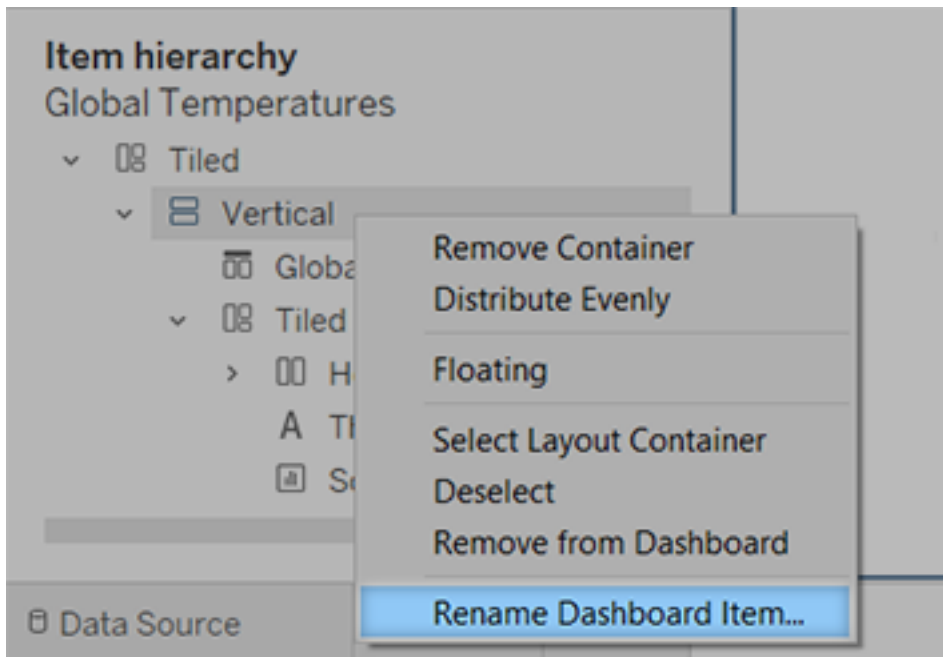 Item hierarchy
Global Temperatures
Tiled
Vertical
Tiled
A
Remove Container
Distribute Evenly
Floating
Select Layout Container
Deselect
Remove from Dashboard
Rename Dashboard Item...
Data Source